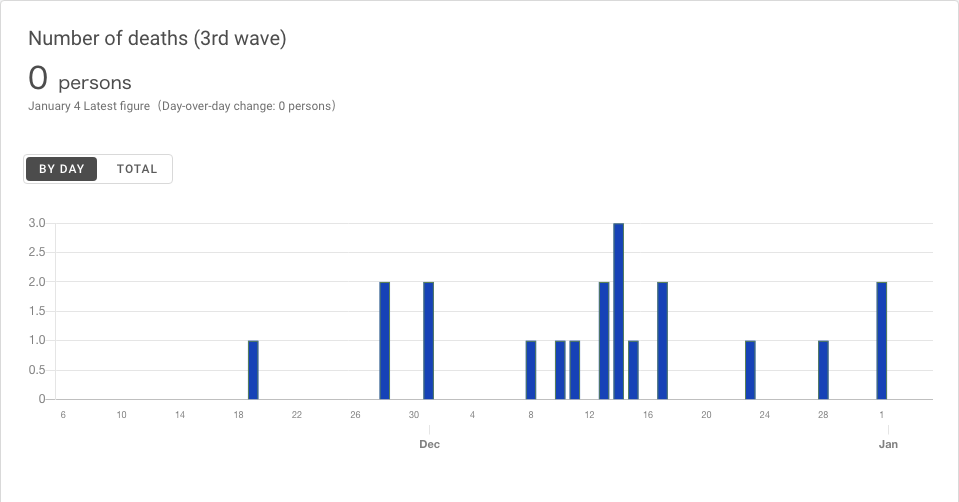 Number of deaths (3rd wave)
0 persons
January 4 Latest figure（Day-over-day change: 0 persons）
BY DAY TOTAL
3.0
2.5
2.0
1.5
1.0
0.5
0
6 10 14 18 22 26 30 4 8 12 16 20 24 28 1
Dec Jan